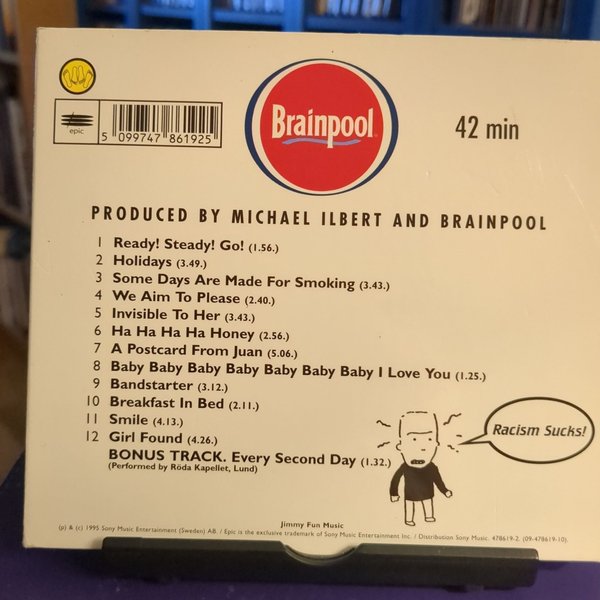 epic
5 099747 861925
Brainpool
42 min
PRODUCED BY MICHAEL ILBERT AND BRAINPOOL
1 Ready! Steady! Go! (1.56.)
2 Holidays (3.49.)
3 Some Days Are Made For Smoking (3.43.)
4 We Aim To Please (2.40.)
5 Invisible To Her (3.43.)
6 Ha Ha Ha Ha Honey (2.56.)
7 A Postcard From Juan (5.06.)
8 Baby Baby Baby Baby Baby Baby Baby I Love You (1.25.)
9 Bandstarter (3.12.)
10 Breakfast In Bed (2.11.)
11 Smile (4.13.)
12 Girl Found (4.26.)
BONUS TRACK. Every Second Day (1.32.)
(Performed by Röda Kapellet, Lund)
Racism Sucks!
Jimmy Fun Music
(p) & (c) 1995 Sony Music Entertainment (Sweden) AB. / Epic is the exclusive trademark of Sony Music Entertainment Inc. / Distribution Sony Music. 478619-2. (09-478619-10).